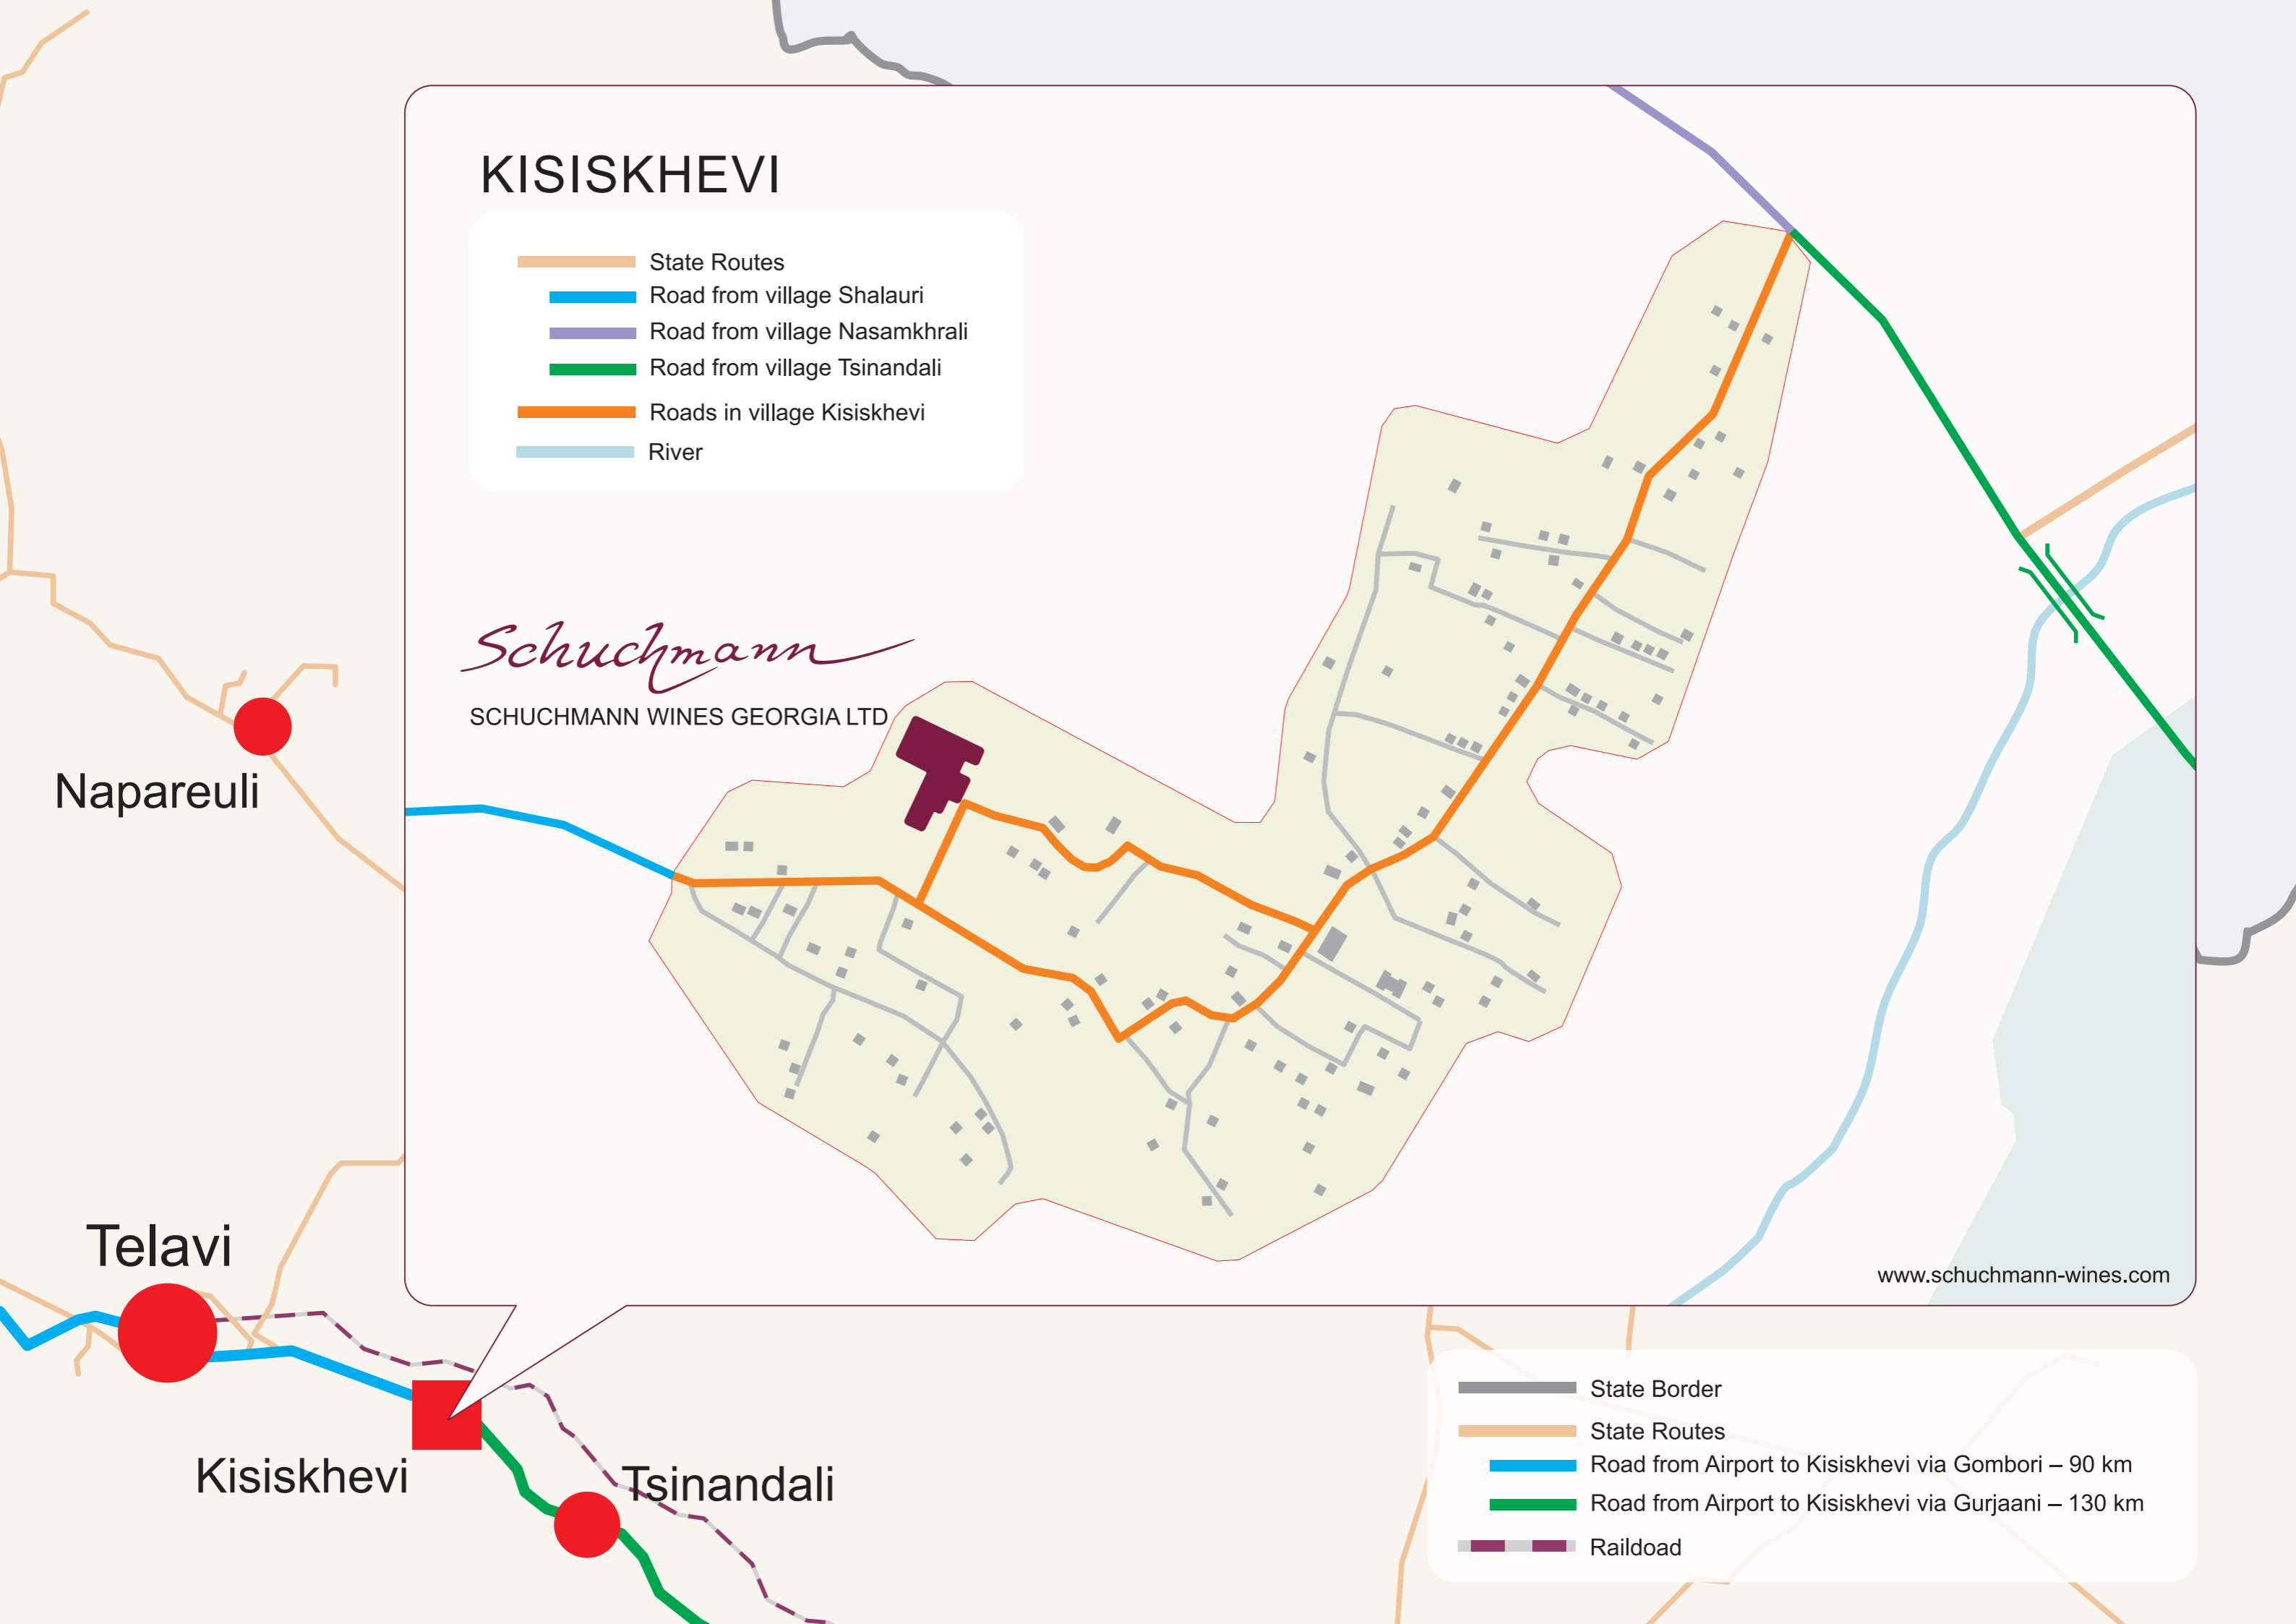 KISISKHEVI
State Routes
Road from village Shalauri
Road from village Nasamkhrali
Road from village Tsinandali
Roads in village Kisiskhevi
River
Schuchmann
SCHUCHMANN WINES GEORGIA LTD
Napareuli
Telavi
Kisiskhevi
Tsinandali
www.schuchmann-wines.com
State Border
State Routes
Road from Airport to Kisiskhevi via Gombori – 90 km
Road from Airport to Kisiskhevi via Gurjaani – 130 km
Raildoad